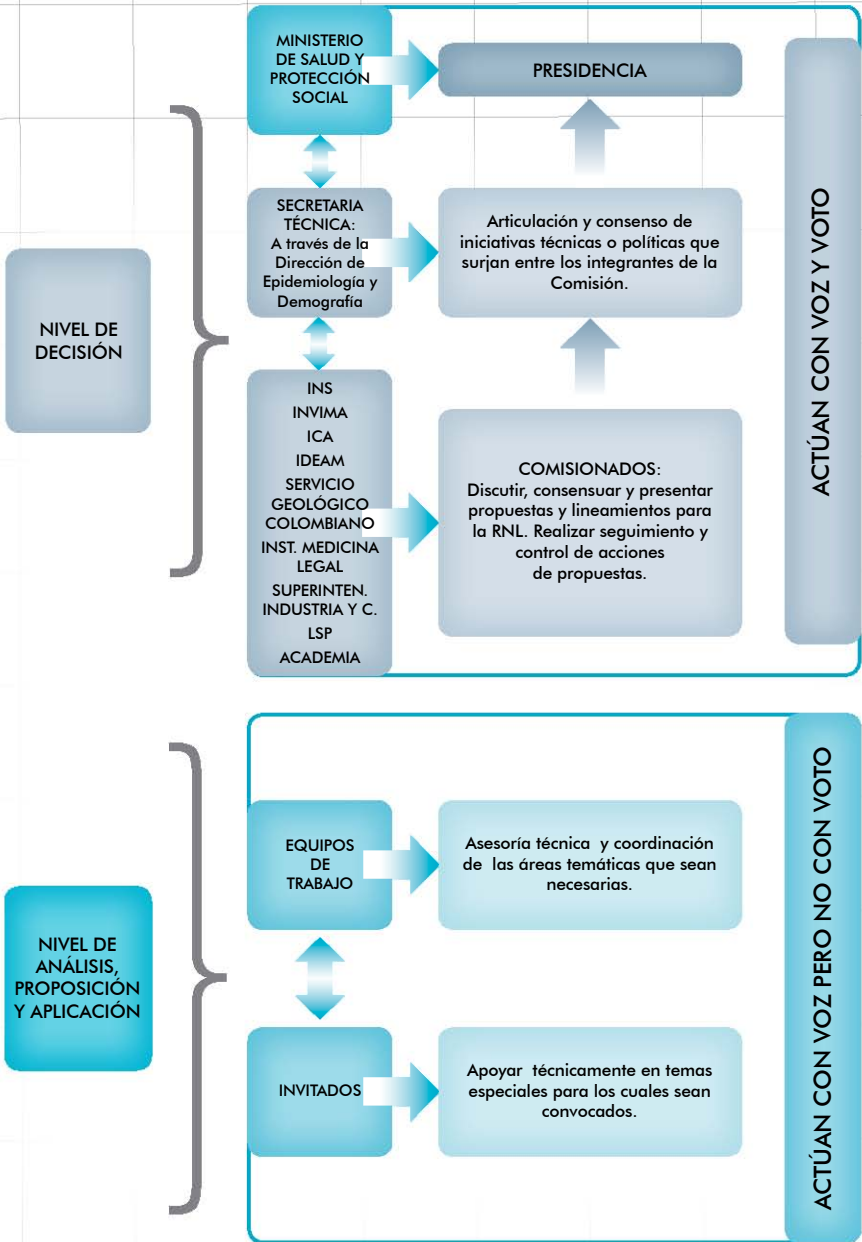 MINISTERIO
DE SALUD Y
PROTECCIÓN
SOCIAL
PRESIDENCIA
NIVEL DE
DECISIÓN
SECRETARIA
TÉCNICA:
A través de la
Dirección de
Epidemiología y
Demografía
Articulación y consenso de
iniciativas técnicas o políticas que
surjan entre los integrantes de la
Comisión.
INS
INVIMA
ICA
IDEAM
SERVICIO
GEOLÓGICO
COLOMBIANO
INST. MEDICINA
LEGAL
SUPERINTEN.
INDUSTRIA Y C.
LSP
ACADEMIA
COMISIONADOS:
Discutir, consensuar y presentar
propuestas y lineamientos para
la RNL. Realizar seguimiento y
control de acciones
de propuestas.
ACTÚAN CON VOZ Y VOTO
NIVEL DE
ANÁLISIS,
PROPOSICIÓN
Y APLICACIÓN
EQUIPOS
DE
TRABAJO
Asesoría técnica y coordinación
de las áreas temáticas que sean
necesarias.
INVITADOS
Apoyar técnicamente en temas
especiales para los cuales sean
convocados.
ACTÚAN CON VOZ PERO NO CON VOTO